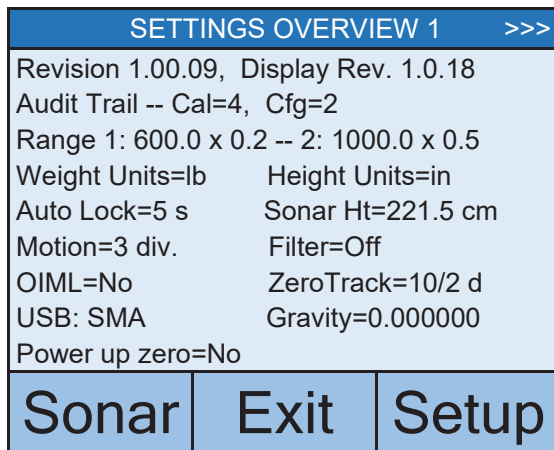 SETTINGS OVERVIEW 1 >>>
Revision 1.00.09, Display Rev. 1.0.18
Audit Trail -- Cal=4, Cfg=2
Range 1: 600.0 x 0.2 -- 2: 1000.0 x 0.5
Weight Units=lb Height Units=in
Auto Lock=5 s Sonar Ht=221.5 cm
Motion=3 div. Filter=Off
OIML=No ZeroTrack=10/2 d
USB: SMA Gravity=0.000000
Power up zero=No
Sonar Exit Setup